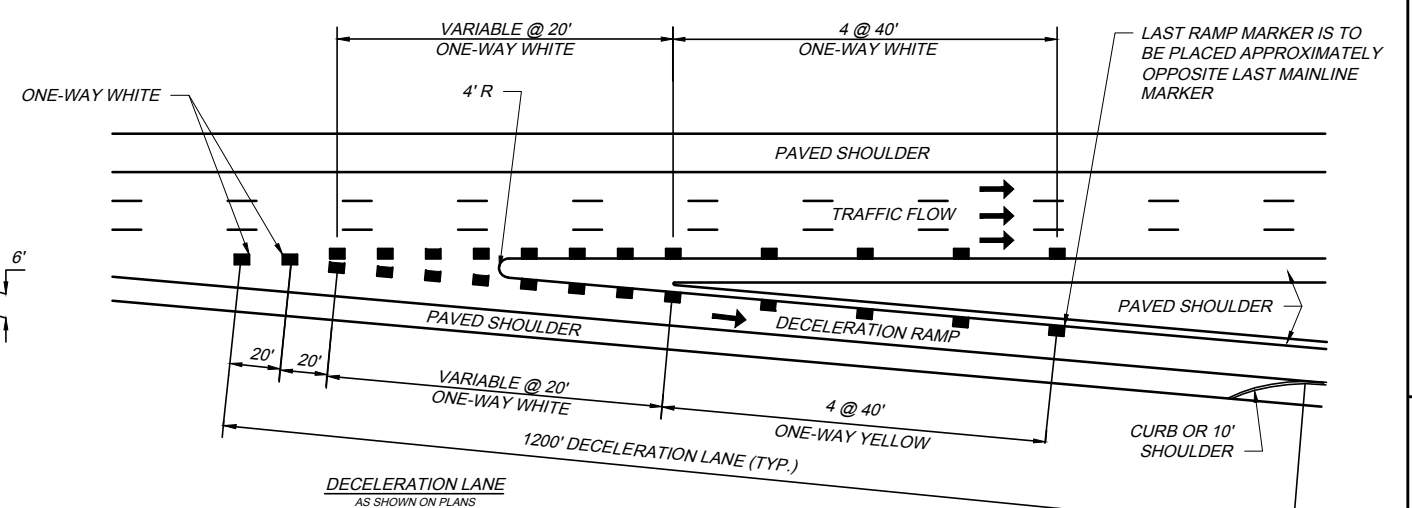 VARIABLE @ 20'
ONE-WAY WHITE
4 @ 40'
ONE-WAY WHITE
LAST RAMP MARKER IS TO
BE PLACED APPROXIMATELY
OPPOSITE LAST MAINLINE
MARKER
ONE-WAY WHITE
4' R
PAVED SHOULDER
TRAFFIC FLOW
6'
PAVED SHOULDER
PAVED SHOULDER
DECELERATION RAMP
20'
20'
VARIABLE @ 20'
ONE-WAY WHITE
4 @ 40'
ONE-WAY YELLOW
1200' DECELERATION LANE (TYP.)
CURB OR 10'
SHOULDER
DECELERATION LANE
AS SHOWN ON PLANS